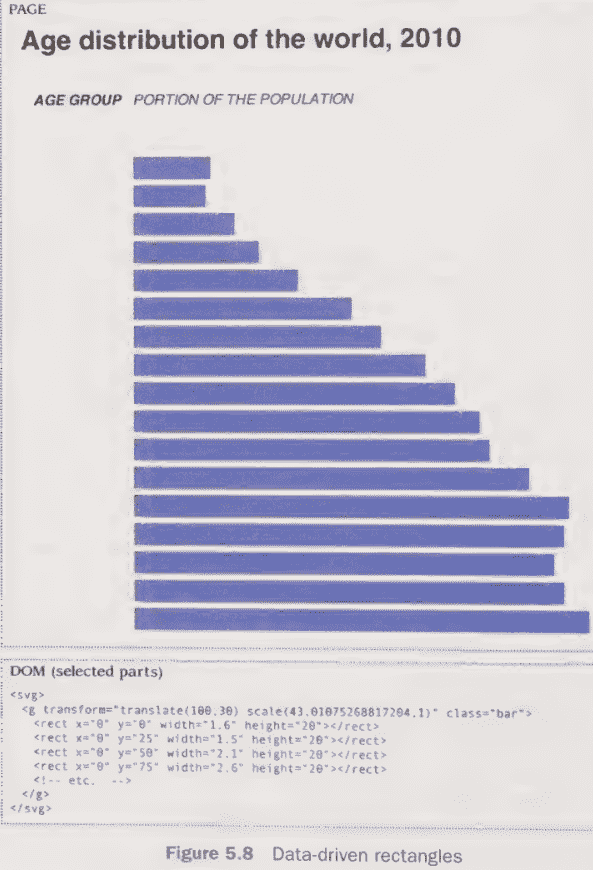 PAGE
Age distribution of the world, 2010
AGE GROUP PORTION OF THE POPULATION
DOM (selected parts)
<svg>
<g transform="translate(100,30) scale(43.01075268817204,1)" class="bar">
<rect x="0" y="0" width="1.6" height="20"></rect>
<rect x="0" y="25" width="1.5" height="20"></rect>
<rect x="0" y="50" width="2.1" height="20"></rect>
<rect x="0" y="75" width="2.6" height="20"></rect>
<!-- etc. -->
</g>
</svg>
Figure 5.8 Data-driven rectangles